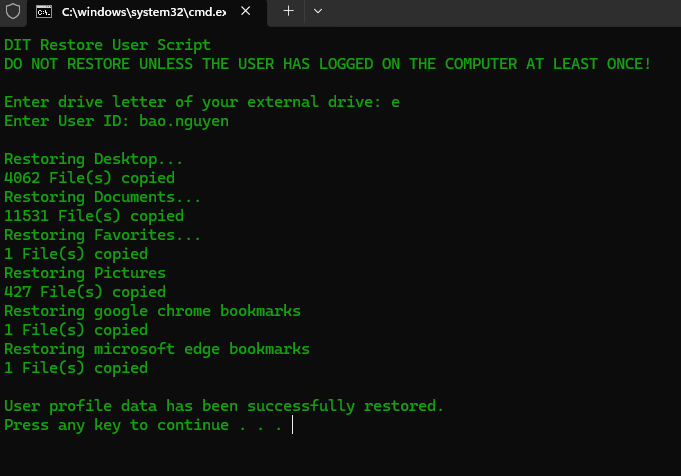 C:\windows\system32\cmd.ex
DIT Restore User Script
DO NOT RESTORE UNLESS THE USER HAS LOGGED ON THE COMPUTER AT LEAST ONCE!
Enter drive letter of your external drive: e
Enter User ID: bao.nguyen
Restoring Desktop...
4062 File(s) copied
Restoring Documents...
11531 File(s) copied
Restoring Favorites...
1 File(s) copied
Restoring Pictures
427 File(s) copied
Restoring google chrome bookmarks
1 File(s) copied
Restoring microsoft edge bookmarks
1 File(s) copied
User profile data has been successfully restored.
Press any key to continue . . .